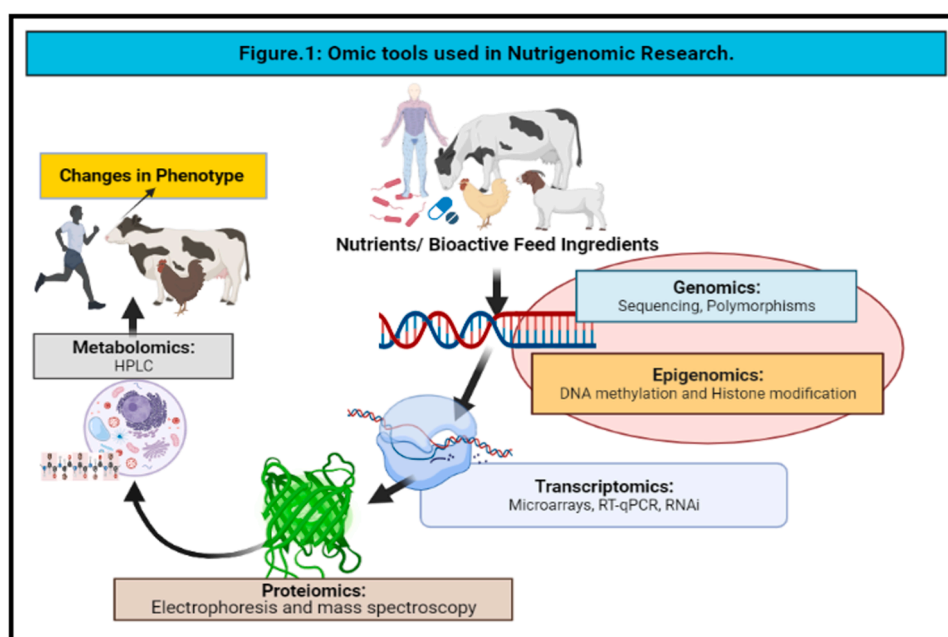 Figure.1: Omic tools used in Nutrigenomic Research.
Changes in Phenotype
Nutrients/ Bioactive Feed Ingredients
Genomics:
Sequencing, Polymorphisms
Epigenomics:
DNA methylation and Histone modification
Transcriptomics:
Microarrays, RT-qPCR, RNAi
Proteiomics:
Electrophoresis and mass spectroscopy
Metabolomics:
HPLC